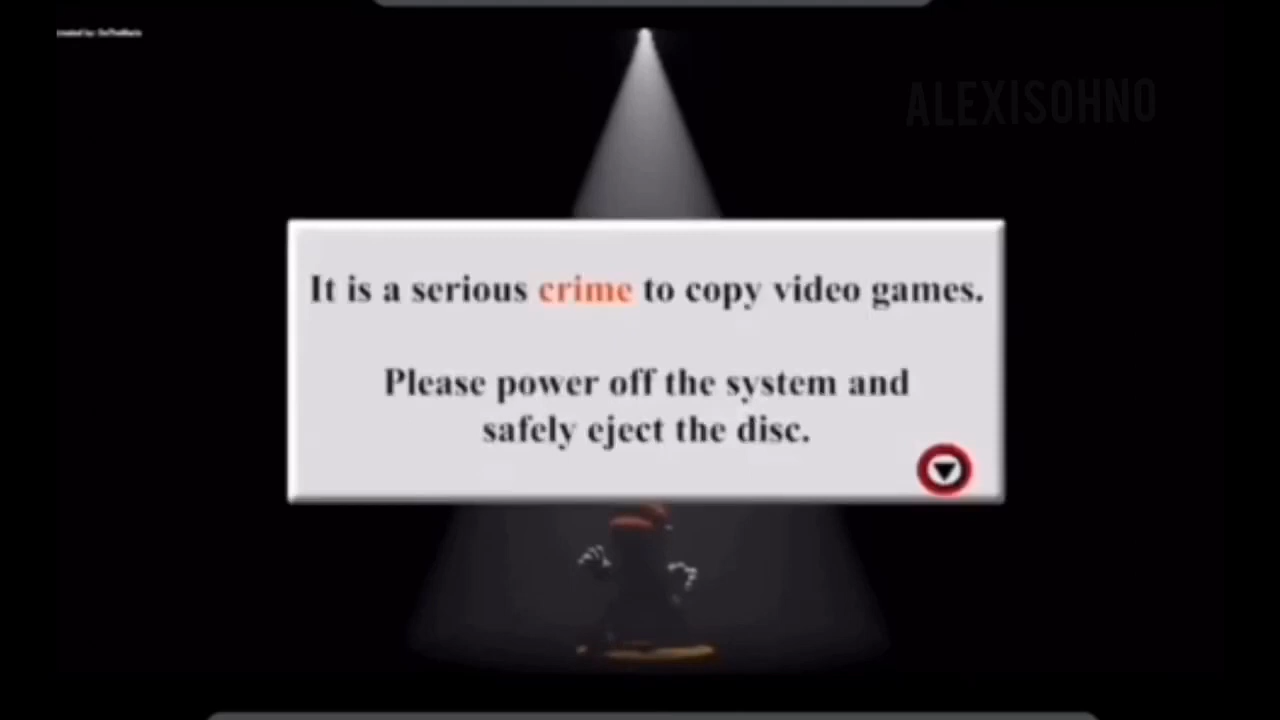 ALEXISOHNO
It is a serious crime to copy video games.
Please power off the system and
safely eject the disc.